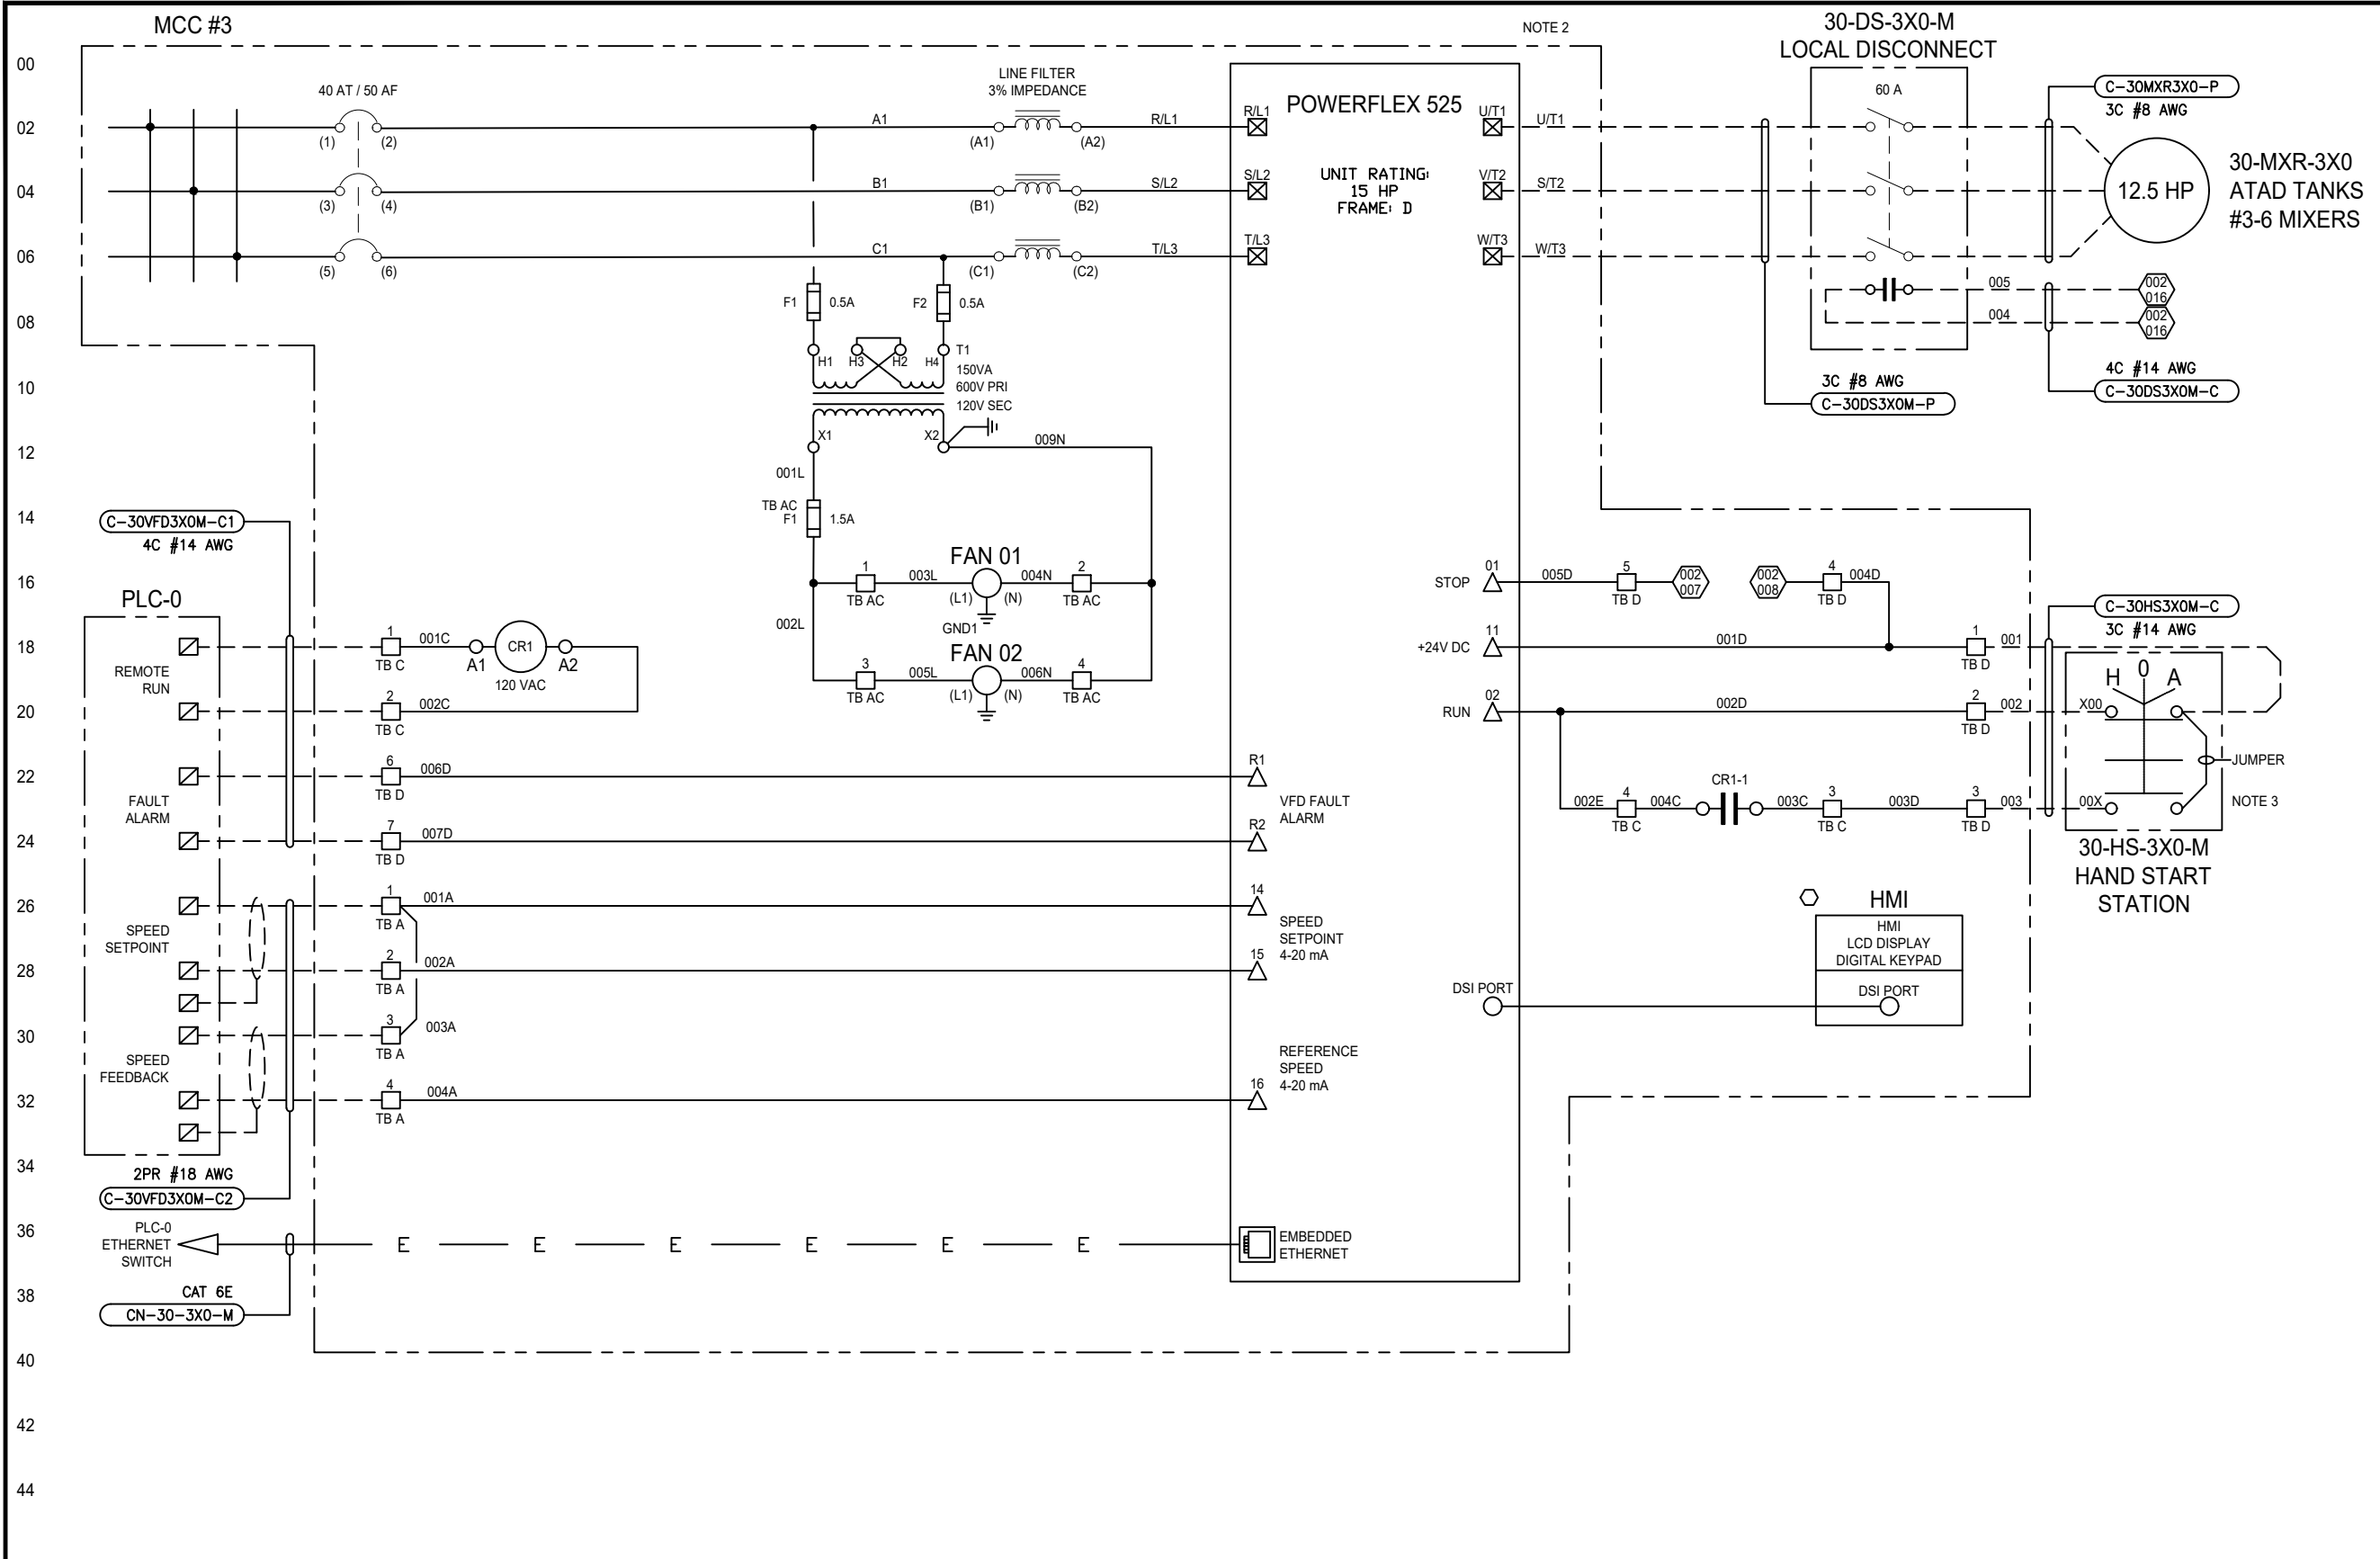 MCC #3
NOTE 2
30-DS-3X0-M
LOCAL DISCONNECT
00
02
04
06
08
10
12
14
16
18
20
22
24
26
28
30
32
34
36
38
40
42
44
40 AT / 50 AF
(1)
(2)
(3)
(4)
(5)
(6)
A1
B1
C1
LINE FILTER
3% IMPEDANCE
(A1)
(A2)
(B1)
(B2)
(C1)
(C2)
R/L1
S/L2
T/L3
R/L1
S/L2
T/L3
POWERFLEX 525
UNIT RATING:
15 HP
FRAME: D
U/T1
V/T2
W/T3
U/T1
S/T2
W/T3
60 A
C-30MXR3X0-P
3C #8 AWG
12.5 HP
30-MXR-3X0
ATAD TANKS
#3-6 MIXERS
005
004
002
016
002
016
4C #14 AWG
C-30DS3X0M-C
3C #8 AWG
C-30DS3X0M-P
F1
0.5A
F2
0.5A
H1
H3
H2
H4
T1
150VA
600V PRI
120V SEC
X1
X2
009N
001L
TB AC
F1
1.5A
FAN 01
1
TB AC
003L
(L1)
(N)
004N
2
TB AC
GND1
002L
FAN 02
3
TB AC
005L
(L1)
(N)
006N
4
TB AC
C-30VFD3X0M-C1
4C #14 AWG
PLC-0
REMOTE
RUN
1
TB C
001C
A1
CR1
A2
120 VAC
2
TB C
002C
FAULT
ALARM
6
TB D
006D
7
TB D
007D
R1
VFD FAULT
ALARM
R2
SPEED
SETPOINT
1
TB A
001A
2
TB A
002A
14
SPEED
SETPOINT
4-20 mA
15
SPEED
FEEDBACK
3
TB A
003A
4
TB A
004A
REFERENCE
SPEED
4-20 mA
16
2PR #18 AWG
C-30VFD3X0M-C2
PLC-0
ETHERNET
SWITCH
E
E
E
E
E
E
EMBEDDED
ETHERNET
CAT 6E
CN-30-3X0-M
STOP
01
005D
5
TB D
002
007
002
008
4
TB D
004D
+24V DC
11
001D
1
TB D
001
RUN
02
002D
2
TB D
002
002E
4
TB C
004C
CR1-1
003C
3
TB C
003D
3
TB D
003
C-30HS3X0M-C
3C #14 AWG
H
0
A
X00
00X
JUMPER
NOTE 3
30-HS-3X0-M
HAND START
STATION
HMI
HMI
LCD DISPLAY
DIGITAL KEYPAD
DSI PORT
DSI PORT